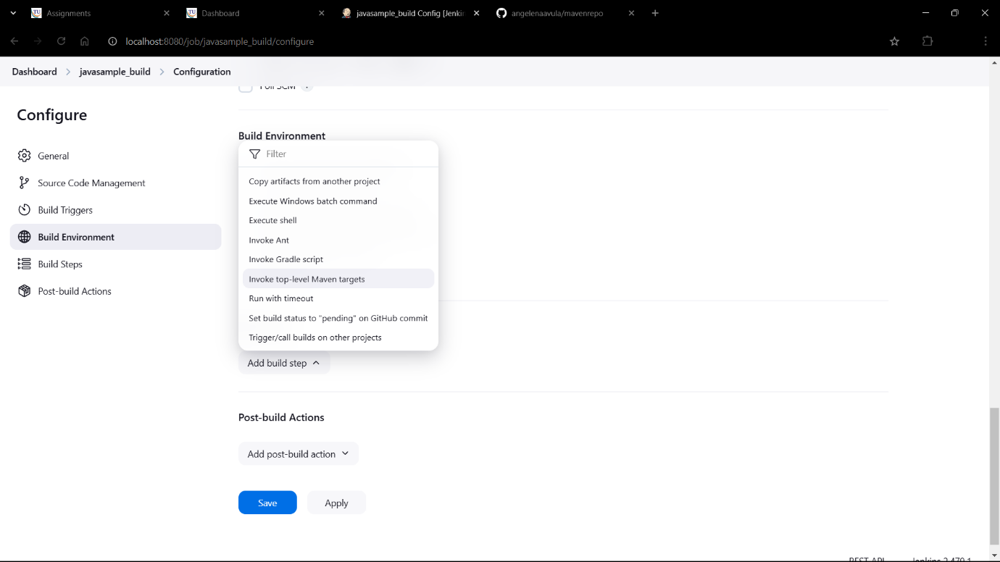 Assignments
Dashboard
javasample_build Config [Jenki
angelenaavula/mavenrepo
localhost:8080/job/javasample_build/configure
Dashboard
javasample_build
Configuration
Poll SCM
Configure
General
Source Code Management
Build Triggers
Build Environment
Build Steps
Post-build Actions
Build Environment
Filter
Copy artifacts from another project
Execute Windows batch command
Execute shell
Invoke Ant
Invoke Gradle script
Invoke top-level Maven targets
Run with timeout
Set build status to "pending" on GitHub commit
Trigger/call builds on other projects
Add build step
Post-build Actions
Add post-build action
Save
Apply
REST API
Jenkins 2.479.1